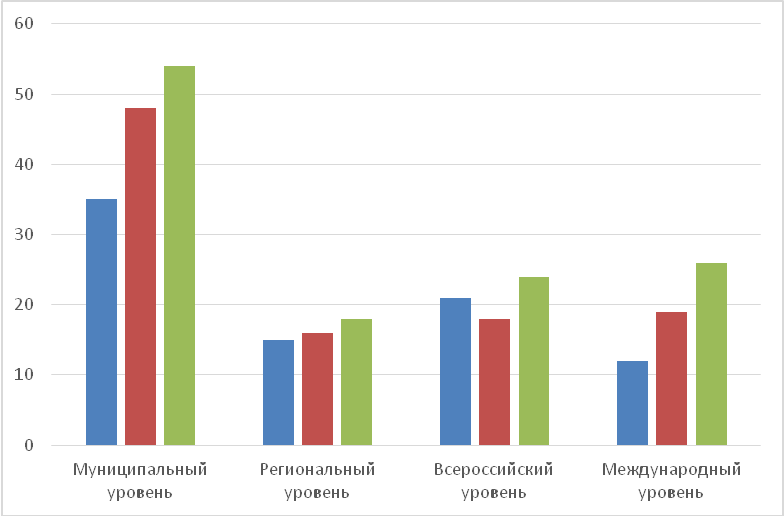 60
50
40
30
20
10
0
Муниципальный
уровень
Региональный
уровень
Всероссийский
уровень
Международный
уровень